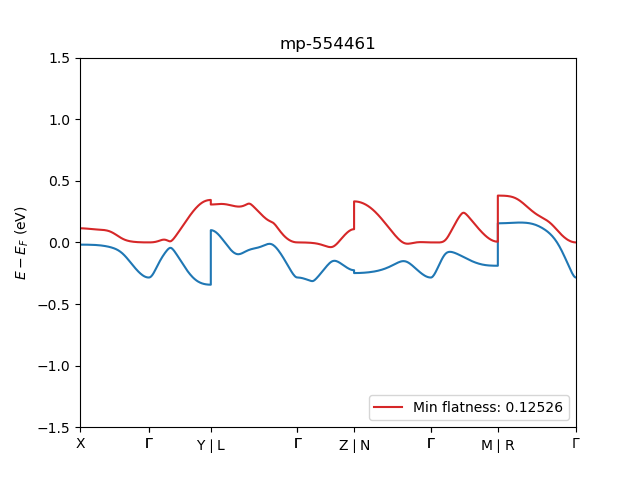 mp-554461
1.5
1.0
0.5
0.0
−0.5
−1.0
−1.5
E − E_F (eV)
Min flatness: 0.12526
X Γ Y | L Γ Z | N Γ M | R Γ